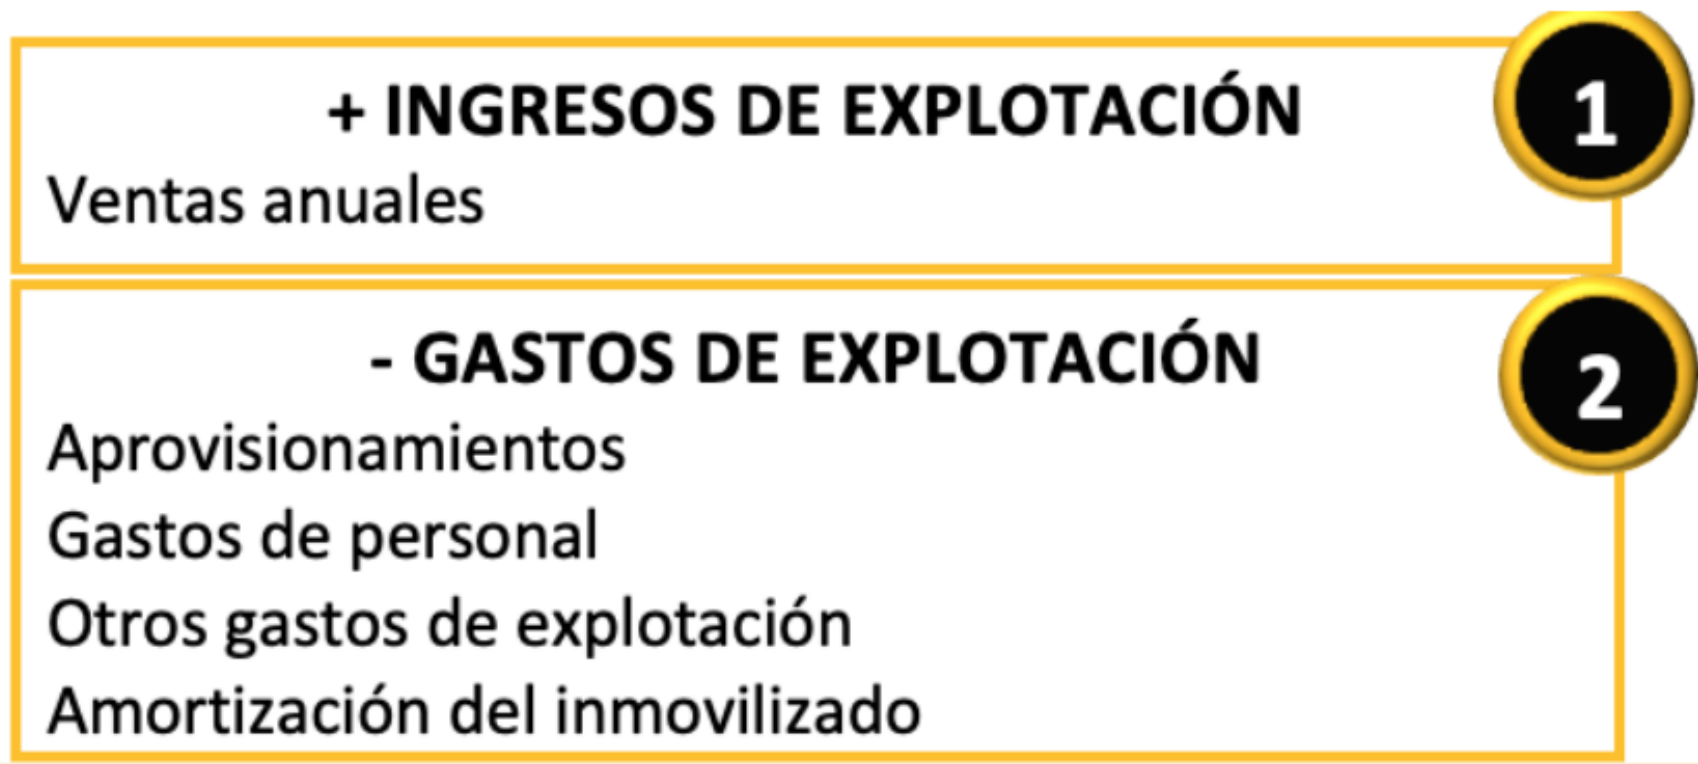 + INGRESOS DE EXPLOTACIÓN
1
Ventas anuales
- GASTOS DE EXPLOTACIÓN
2
Aprovisionamientos
Gastos de personal
Otros gastos de explotación
Amortización del inmovilizado